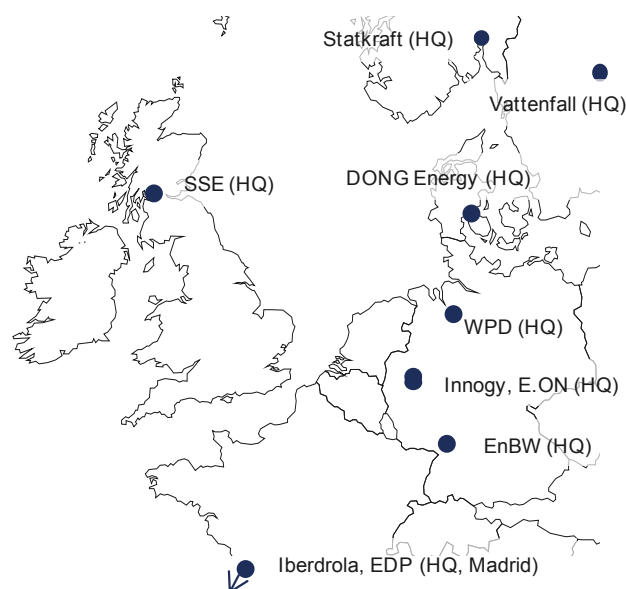 Statkraft (HQ)
Vattenfall (HQ)
SSE (HQ)
DONG Energy (HQ)
WPD (HQ)
Innogy, E.ON (HQ)
EnBW (HQ)
Iberdrola, EDP (HQ, Madrid)